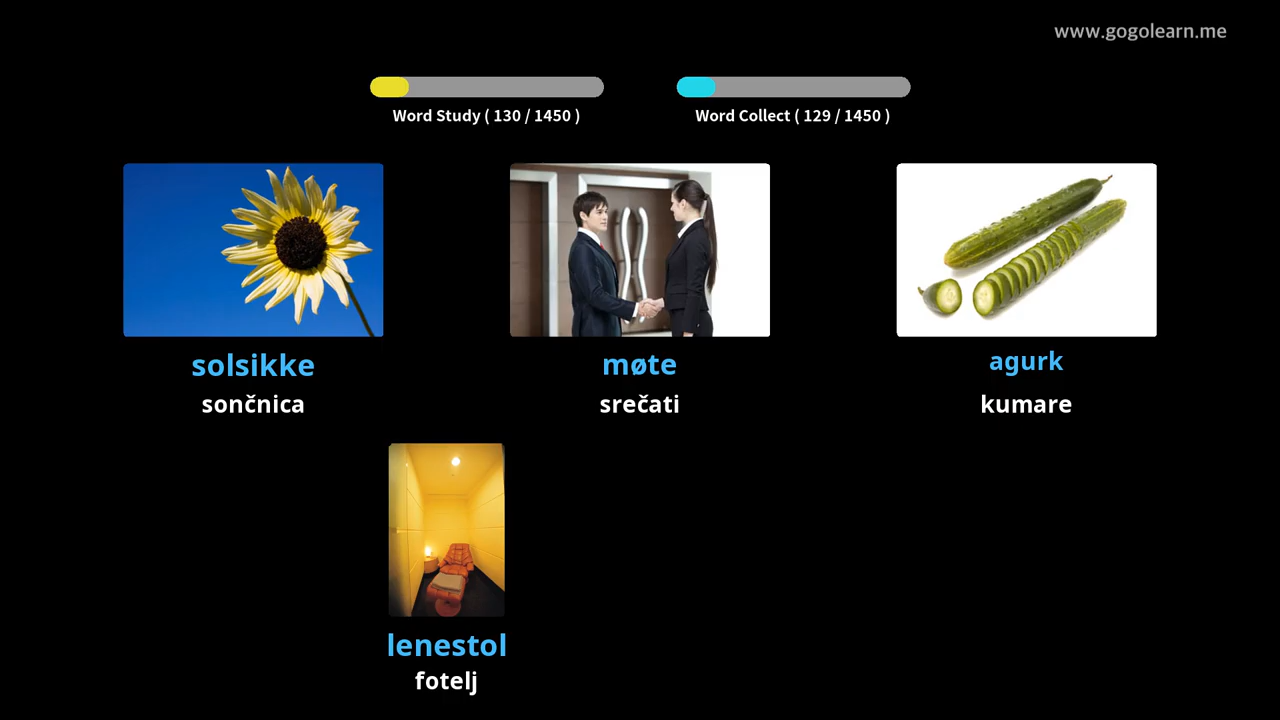 www.gogolearn.me
Word Study ( 130 / 1450 )
Word Collect ( 129 / 1450 )
solsikke
sončnica
møte
srečati
agurk
kumare
lenestol
fotelj